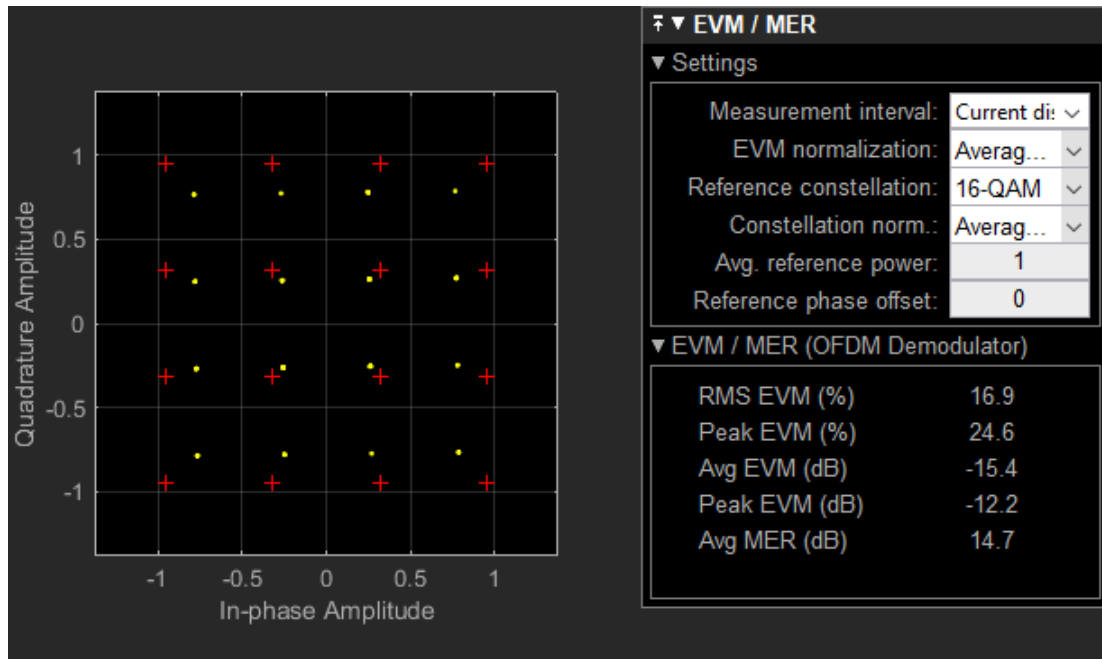 EVM / MER
Settings
Measurement interval: Current dis
EVM normalization: Averag...
Reference constellation: 16-QAM
Constellation norm.: Averag...
Avg. reference power: 1
Reference phase offset: 0
EVM / MER (OFDM Demodulator)
RMS EVM (%) 16.9
Peak EVM (%) 24.6
Avg EVM (dB) -15.4
Peak EVM (dB) -12.2
Avg MER (dB) 14.7
Quadrature Amplitude
1
0.5
0
-0.5
-1
-1 -0.5 0 0.5 1
In-phase Amplitude